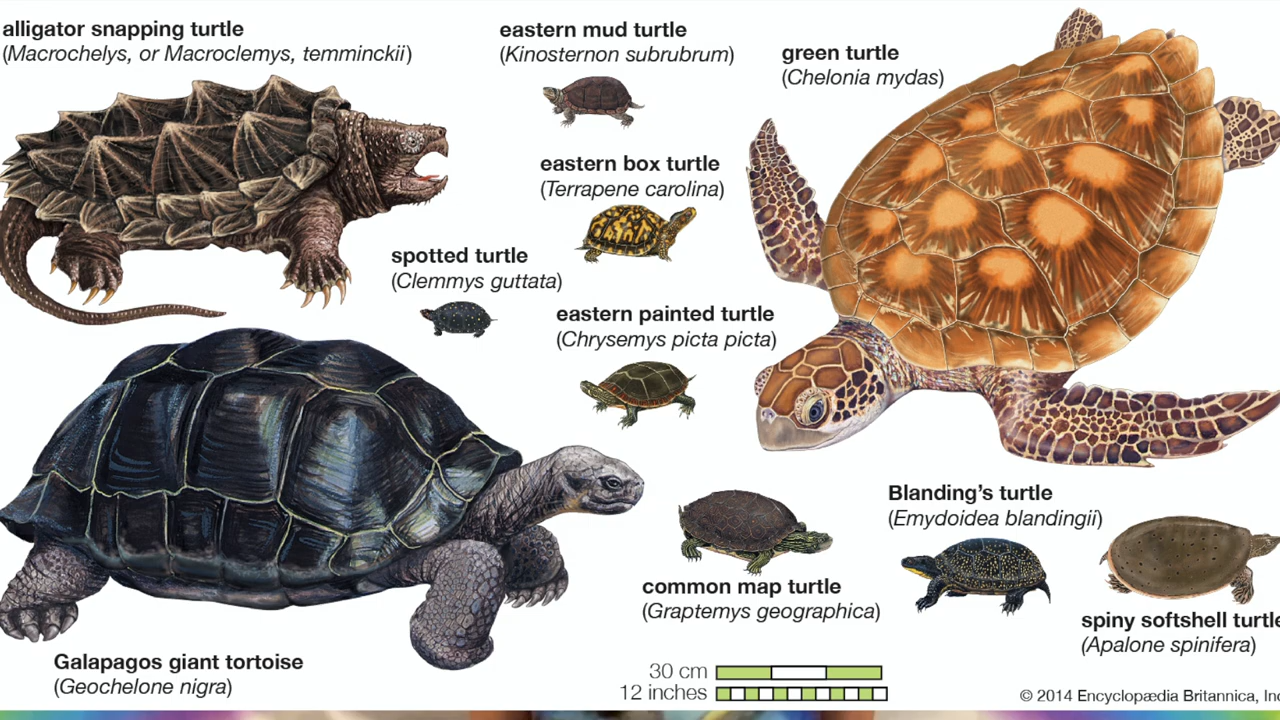 alligator snapping turtle
(Macrochelys, or Macroclemys, temminckii)
eastern mud turtle
(Kinosternon subrubrum)
green turtle
(Chelonia mydas)
eastern box turtle
(Terrapene carolina)
spotted turtle
(Clemmys guttata)
eastern painted turtle
(Chrysemys picta picta)
Blanding's turtle
(Emydoidea blandingii)
common map turtle
(Graptemys geographica)
spiny softshell turtle
(Apalone spinifera)
Galapagos giant tortoise
(Geochelone nigra)
30 cm
12 inches
© 2014 Encyclopædia Britannica, Inc